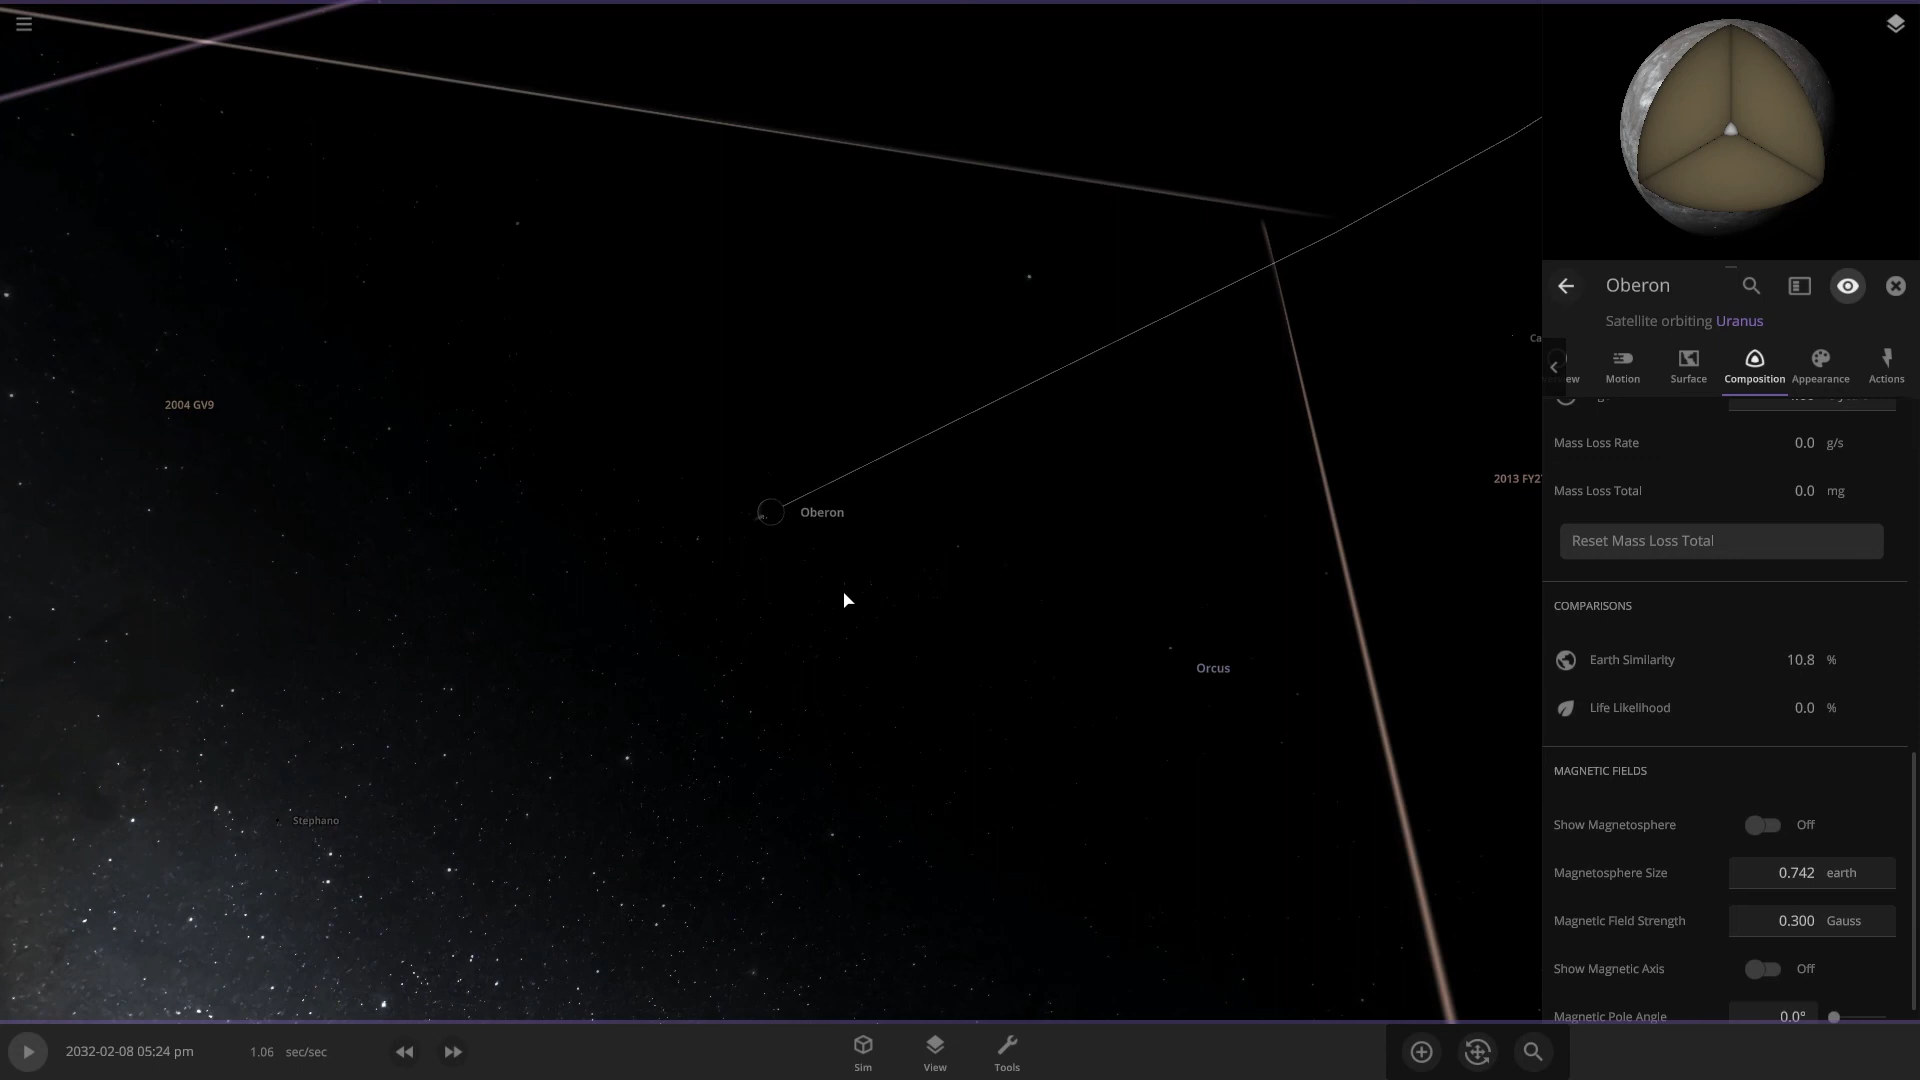 2004 GV9
Oberon
Orcus
Stephano
2013 FY2
Ca
Oberon
Satellite orbiting Uranus
Motion
Surface
Composition
Appearance
Actions
Mass Loss Rate 0.0 g/s
Mass Loss Total 0.0 mg
Reset Mass Loss Total
COMPARISONS
Earth Similarity 10.8 %
Life Likelihood 0.0 %
MAGNETIC FIELDS
Show Magnetosphere Off
Magnetosphere Size 0.742 earth
Magnetic Field Strength 0.300 Gauss
Show Magnetic Axis Off
Magnetic Pole Angle 0.0°
2032-02-08 05:24 pm
1.06 sec/sec
Sim
View
Tools